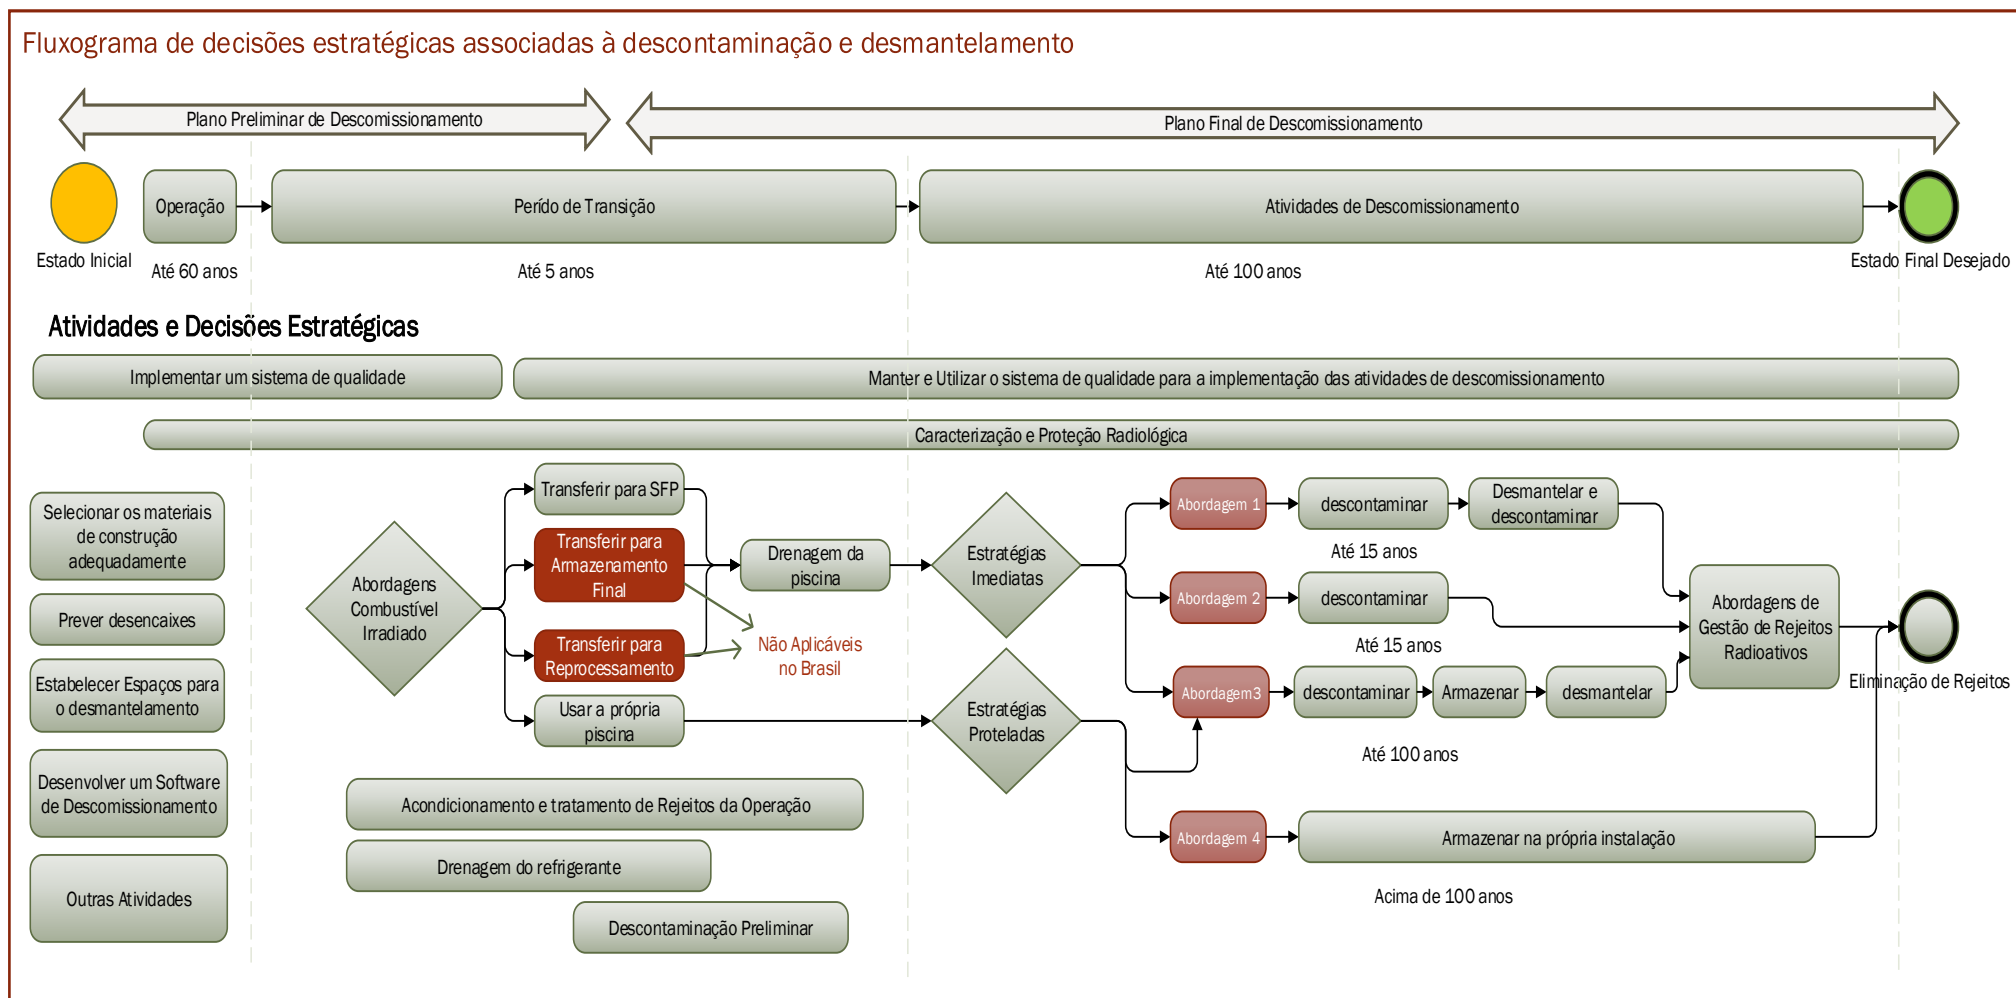 Fluxograma de decisões estratégicas associadas à descontaminação e desmantelamento
Plano Preliminar de Descomissionamento
Plano Final de Descomissionamento
Estado Inicial
Operação
Até 60 anos
Perído de Transição
Até 5 anos
Atividades de Descomissionamento
Até 100 anos
Estado Final Desejado
Atividades e Decisões Estratégicas
Implementar um sistema de qualidade
Manter e Utilizar o sistema de qualidade para a implementação das atividades de descomissionamento
Caracterização e Proteção Radiológica
Selecionar os materiais
de construção
adequadamente
Prever desencaixes
Estabelecer Espaços para
o desmantelamento
Desenvolver um Software
de Descomissionamento
Outras Atividades
Abordagens
Combustível
Irradiado
Transferir para SFP
Transferir para
Armazenamento
Final
Transferir para
Reprocessamento
Usar a própria
piscina
Drenagem da
piscina
Não Aplicáveis
no Brasil
Acondicionamento e tratamento de Rejeitos da Operação
Drenagem do refrigerante
Descontaminação Preliminar
Estratégias
Imediatas
Estratégias
Proteladas
Abordagem 1
descontaminar
Desmantelar e
descontaminar
Até 15 anos
Abordagem 2
descontaminar
Até 15 anos
Abordagem3
descontaminar
Armazenar
desmantelar
Até 100 anos
Abordagem 4
Armazenar na própria instalação
Acima de 100 anos
Abordagens de
Gestão de Rejeitos
Radioativos
Eliminação de Rejeitos